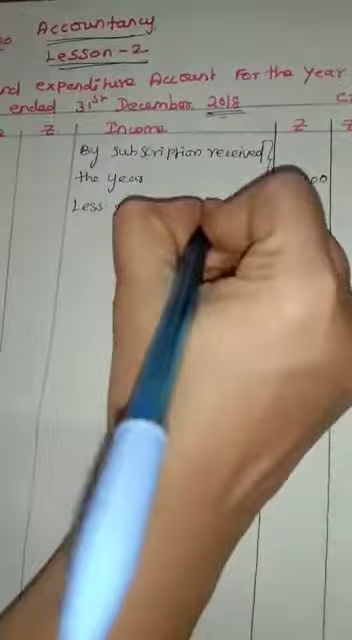 Accountancy
Lesson-2
nd expenditure Account For the Year
ended 31st December 2018
Income
By subscription received
the year
Less